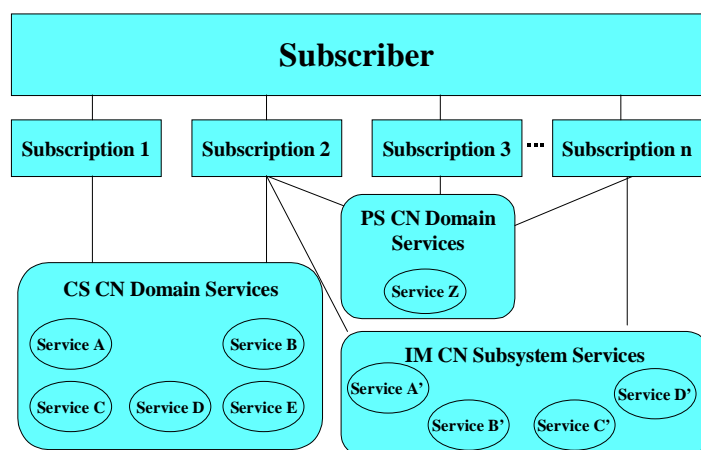 Subscriber
Subscription 1
Subscription 2
Subscription 3
...
Subscription n
PS CN Domain
Services
Service Z
CS CN Domain Services
Service A
Service B
Service C
Service D
Service E
IM CN Subsystem Services
Service A’
Service B’
Service C’
Service D’